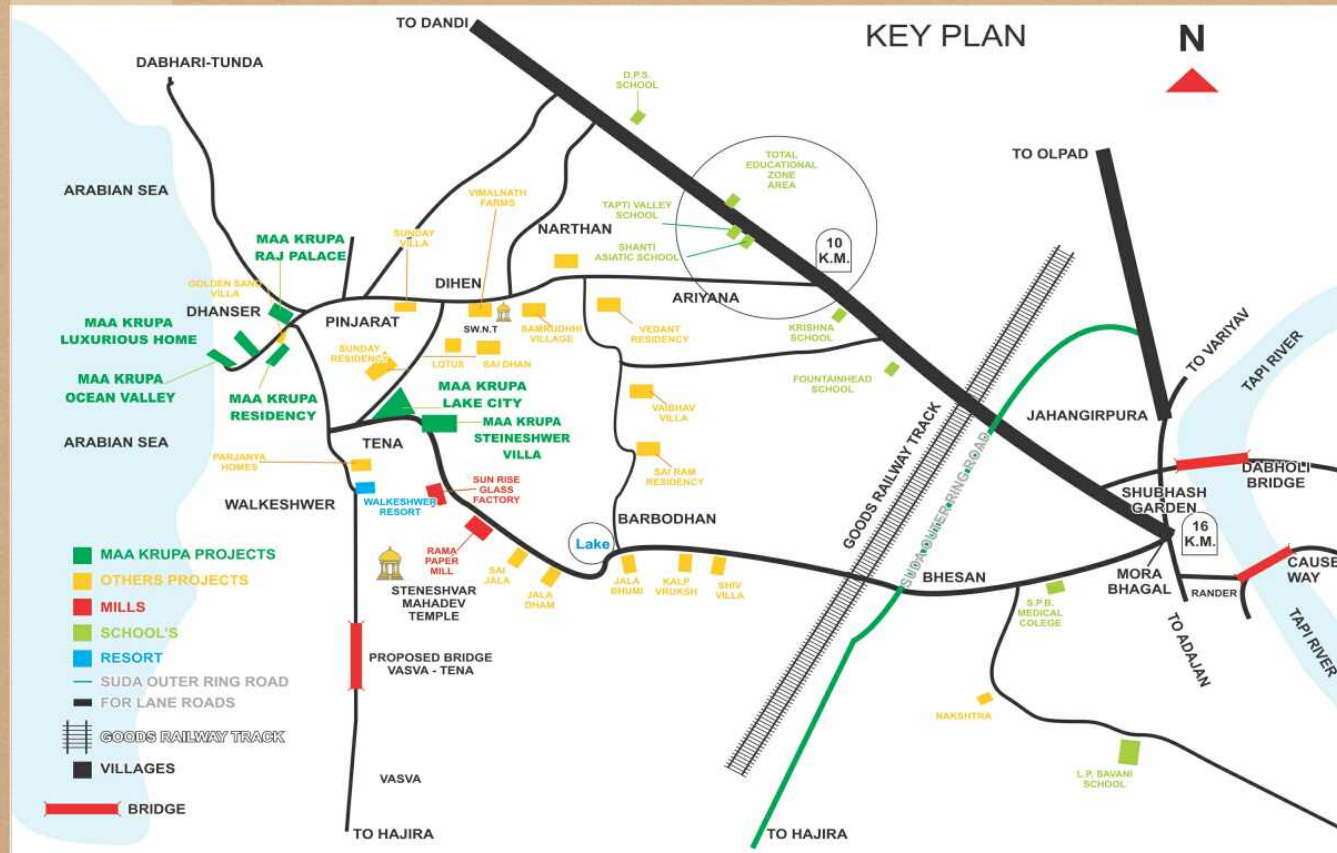 KEY PLAN
N
TO DANDI
DABHARI-TUNDA
D.P.S.
SCHOOL
TO OLPAD
TOTAL
EDUCATIONAL
ZONE
AREA
ARABIAN SEA
VIMALNATH
FARMS
TAPTI VALLEY
SCHOOL
NARTHAN
SHANTI
ASIATIC SCHOOL
10
K.M.
MAA KRUPA
RAJ PALACE
SUNDAY
VILLA
GOLDEN SAND
VILLA
DIHEN
ARIYANA
DHANSER
PINJARAT
SW.N.T
SAMRUDHHI
VILLAGE
VEDANT
RESIDENCY
KRISHNA
SCHOOL
MAA KRUPA
LUXURIOUS HOME
SUNDAY
RESIDENCY
LOTUS
SAI DHAN
MAA KRUPA
OCEAN VALLEY
MAA KRUPA
RESIDENCY
MAA KRUPA
LAKE CITY
FOUNTAINHEAD
SCHOOL
TO VARIYAV
TAPI RIVER
MAA KRUPA
STEINESHWER
VILLA
VAIBHAV
VILLA
JAHANGIRPURA
ARABIAN SEA
TENA
PARJANYA
HOMES
SAI RAM
RESIDENCY
GOODS RAILWAY TRACK
SUDA OUTER RING ROAD
DABHOLI
BRIDGE
SUN RISE
GLASS
FACTORY
WALKESHWER
WALKESHWER
RESORT
SHUBHASH
GARDEN
16
K.M.
BARBODHAN
Lake
RAMA
PAPER
MILL
SAI
JALA
JALA
DHAM
JALA
BHUMI
KALP
VRUKSH
SHIV
VILLA
BHESAN
MORA
BHAGAL
CAUSE
WAY
RANDER
STENESHVAR
MAHADEV
TEMPLE
S.P.B.
MEDICAL
COLEGE
TO ADAJAN
TAPI RIVER
PROPOSED BRIDGE
VASVA - TENA
NAKSHTRA
L.P. SAVANI
SCHOOL
VASVA
TO HAJIRA
TO HAJIRA
MAA KRUPA PROJECTS
OTHERS PROJECTS
MILLS
SCHOOL'S
RESORT
SUDA OUTER RING ROAD
FOR LANE ROADS
GOODS RAILWAY TRACK
VILLAGES
BRIDGE